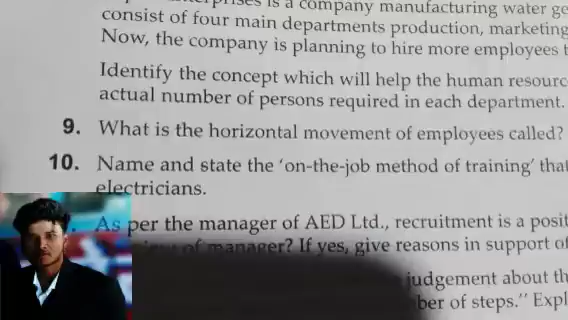 is a company manufacturing water ge
consist of four main departments production, marketing
Now, the company is planning to hire more employees t
Identify the concept which will help the human resourc
actual number of persons required in each department.
9. What is the horizontal movement of employees called?
10. Name and state the ‘on-the-job method of training’ that
electricians.
As per the manager of AED Ltd., recruitment is a posit
of manager? If yes, give reasons in support of
judgement about th
ber of steps.” Expl